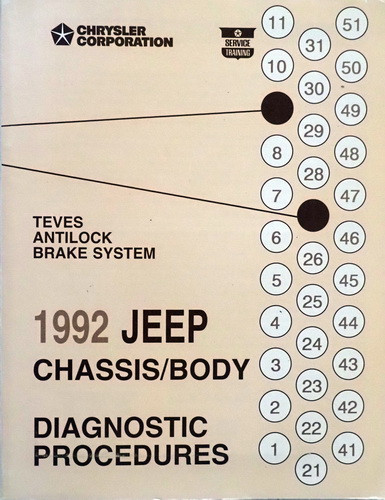 CHRYSLER
CORPORATION
SERVICE
TRAINING
11 31 51
10 30 50
29 49
8 28 48
7 47
6 26 46
5 25 45
4 24 44
3 23 43
2 22 42
1 21 41
TEVES
ANTILOCK
BRAKE SYSTEM
1992 JEEP
CHASSIS/BODY
DIAGNOSTIC
PROCEDURES